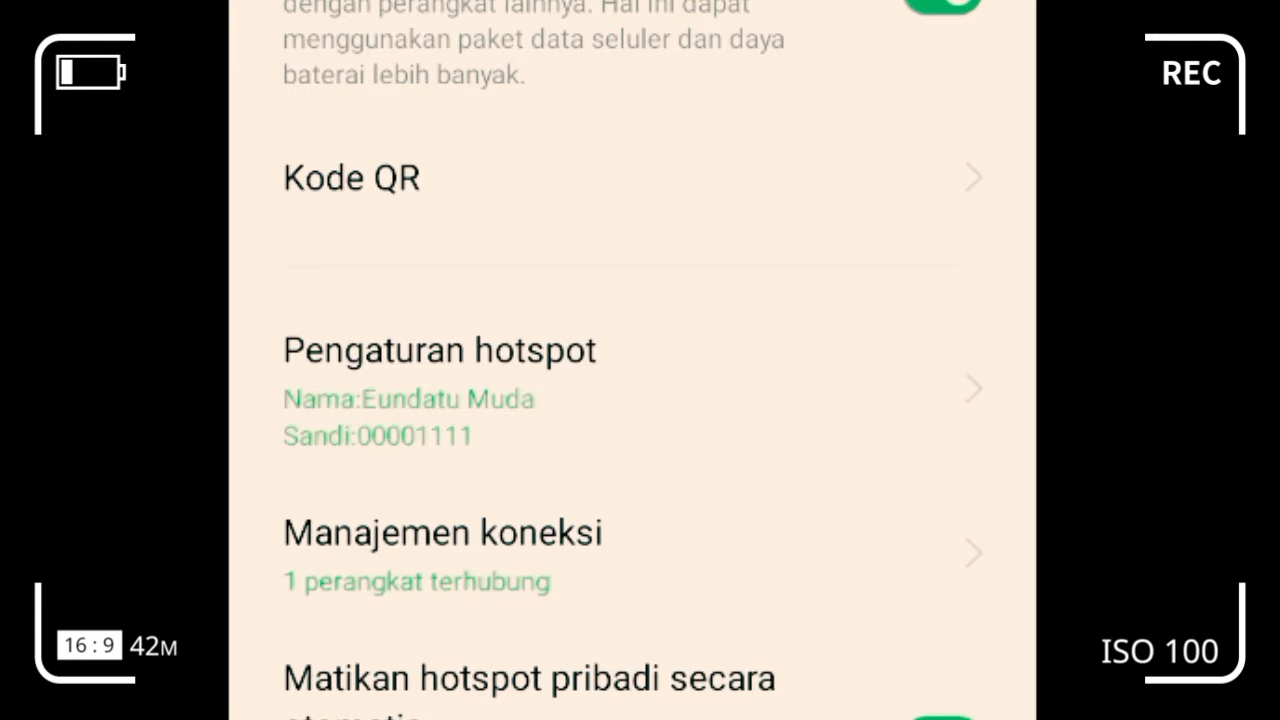 dengan perangkat lainnya. Hal ini dapat
menggunakan paket data seluler dan daya
baterai lebih banyak.
REC
Kode QR
Pengaturan hotspot
Nama:Eundatu Muda
Sandi:00001111
Manajemen koneksi
1 perangkat terhubung
16 : 9 42M
ISO 100
Matikan hotspot pribadi secara
otomatis